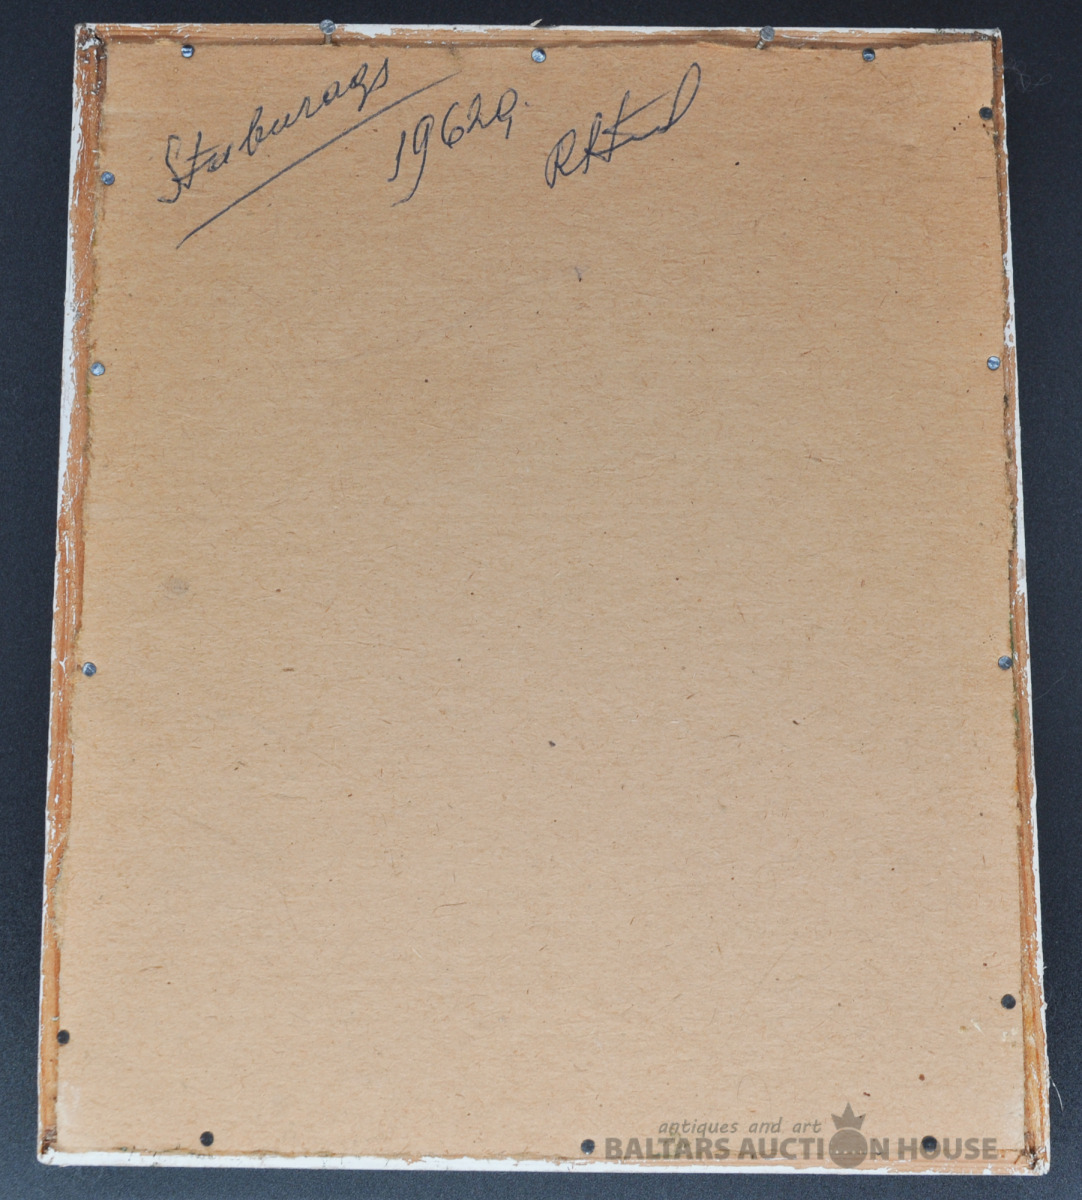 Staburags
1962g.
antiques and art
BALTARS AUCTION HOUSE